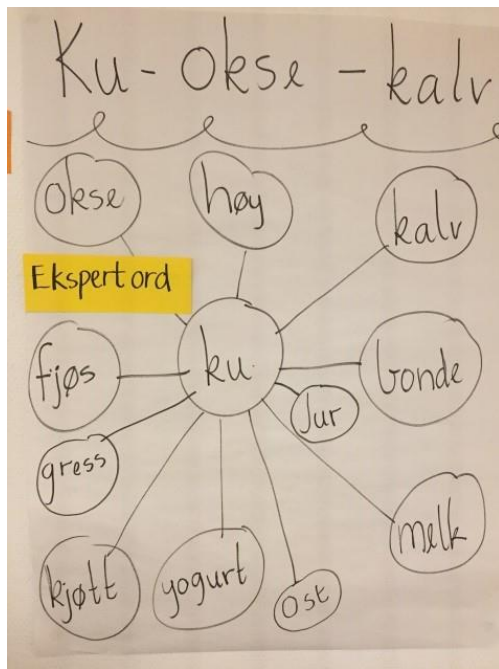 Ku - okse - kalv
okse
høy
kalv
Ekspertord
fjøs
ku
bonde
Jur
gress
melk
kjøtt
yogurt
ost